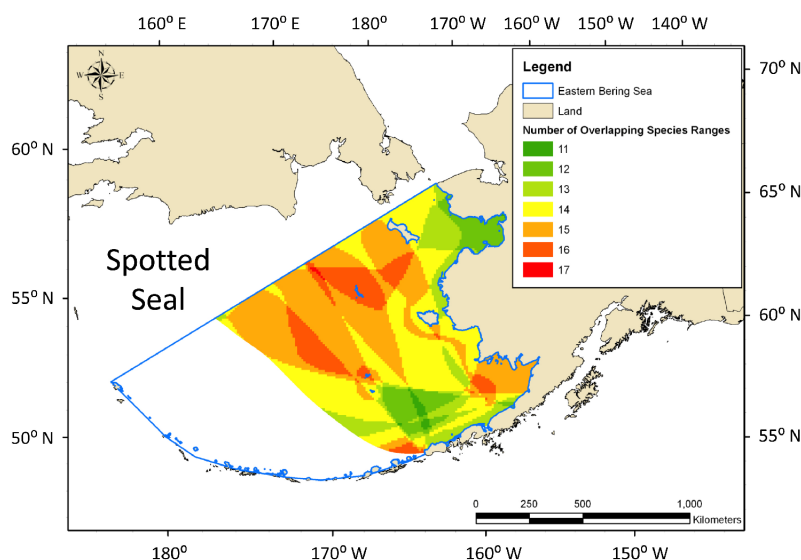 160° E 170° E 180° 170° W 160° W 150° W 140° W
N
W E
S
Legend
Eastern Bering Sea
Land
Number of Overlapping Species Ranges
11
12
13
14
15
16
17
70° N
60° N
65° N
Spotted
Seal
55° N
60° N
50° N
55° N
0 250 500 1,000
Kilometers
180° 170° W 160° W 150° W